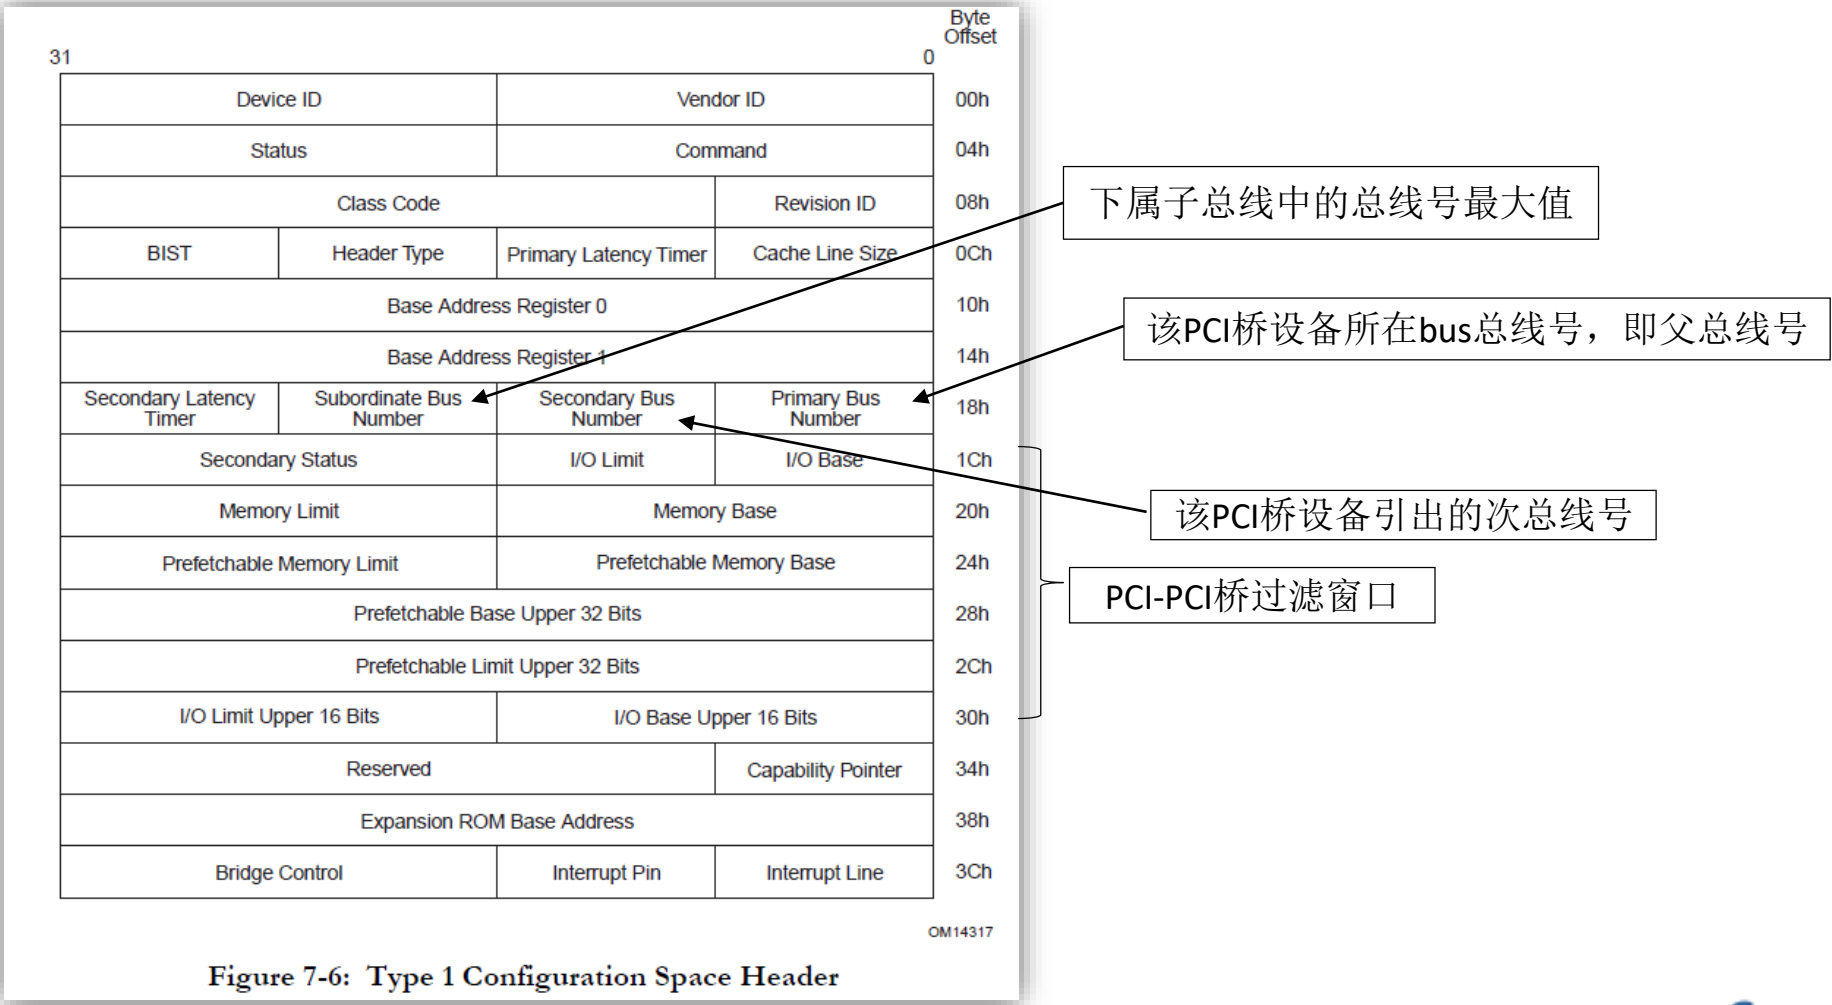 Byte
Offset
31
0
Device ID
Vendor ID
00h
Status
Command
04h
Class Code
Revision ID
08h
BIST
Header Type
Primary Latency Timer
Cache Line Size
0Ch
Base Address Register 0
10h
Base Address Register 1
14h
Secondary Latency
Timer
Subordinate Bus
Number
Secondary Bus
Number
Primary Bus
Number
18h
Secondary Status
I/O Limit
I/O Base
1Ch
Memory Limit
Memory Base
20h
Prefetchable Memory Limit
Prefetchable Memory Base
24h
Prefetchable Base Upper 32 Bits
28h
Prefetchable Limit Upper 32 Bits
2Ch
I/O Limit Upper 16 Bits
I/O Base Upper 16 Bits
30h
Reserved
Capability Pointer
34h
Expansion ROM Base Address
38h
Bridge Control
Interrupt Pin
Interrupt Line
3Ch
OM14317
Figure 7-6: Type 1 Configuration Space Header
下属子总线中的总线号最大值
该PCI桥设备所在bus总线号，即父总线号
该PCI桥设备引出的次总线号
PCI-PCI桥过滤窗口